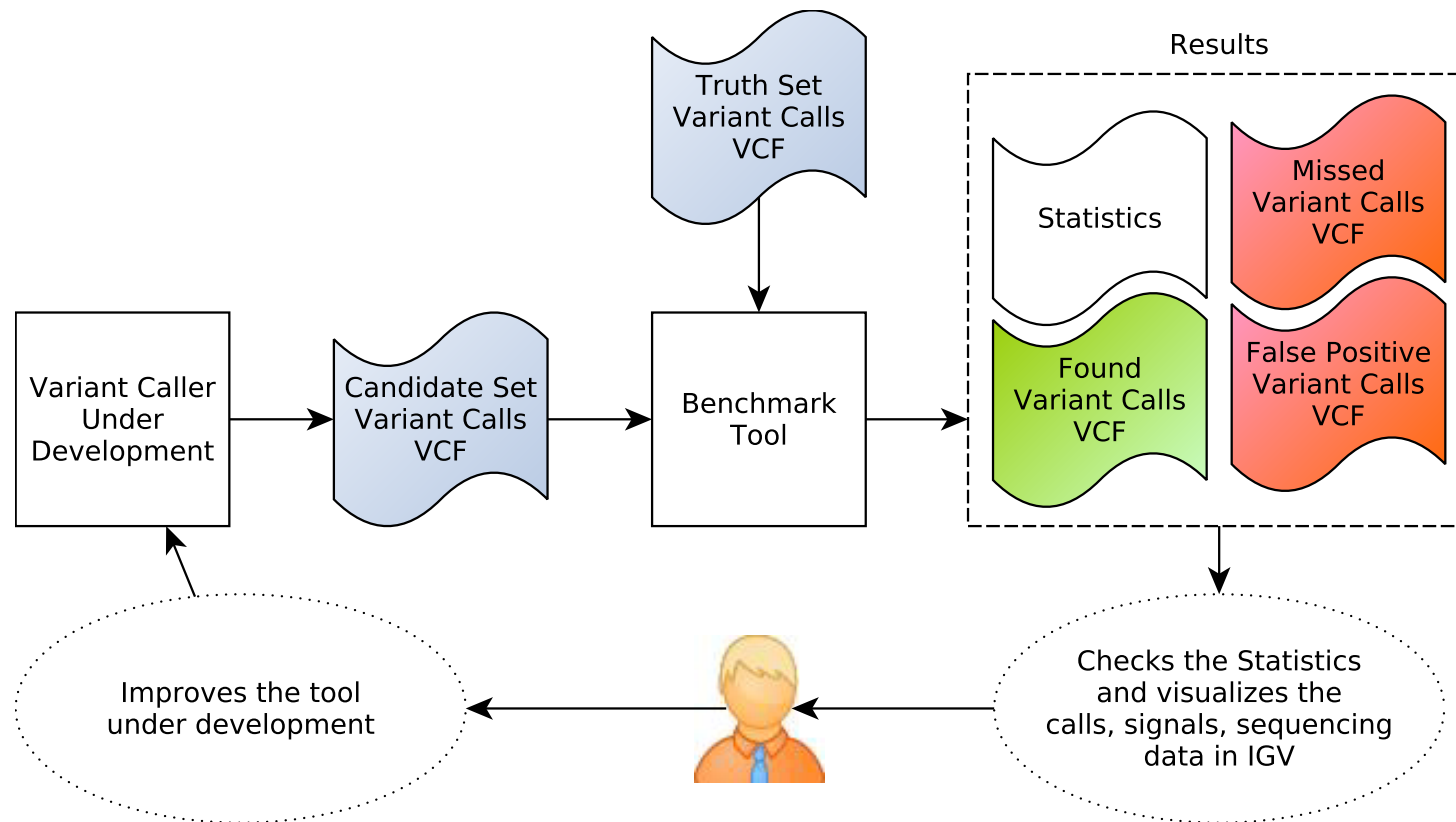 Results
Truth Set
Variant Calls
VCF
Statistics
Missed
Variant Calls
VCF
Variant Caller
Under
Development
Candidate Set
Variant Calls
VCF
Benchmark
Tool
Found
Variant Calls
VCF
False Positive
Variant Calls
VCF
Improves the tool
under development
Checks the Statistics
and visualizes the
calls, signals, sequencing
data in IGV